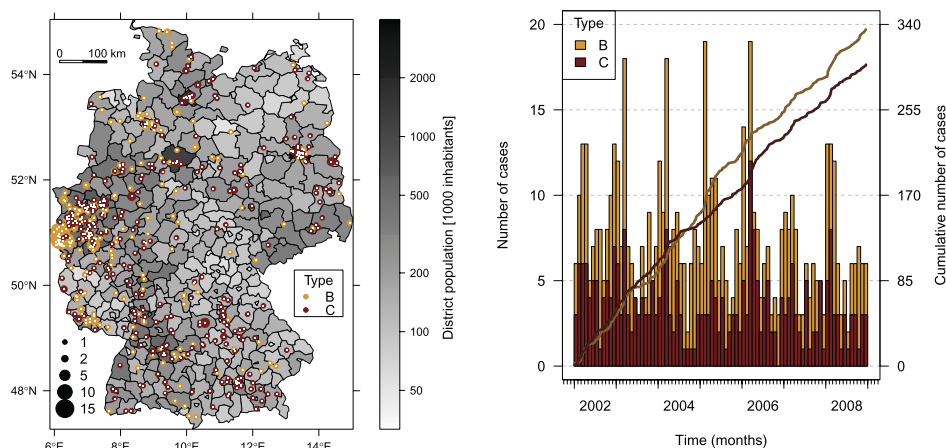 0 100 km
54°N
52°N
50°N
48°N
Type
B
C
1
2
5
10
15
6°E 8°E 10°E 12°E 14°E
2000
1000
500
200
100
50
District population [1000 inhabitants]
Type
B
C
20
15
10
5
0
Number of cases
340
255
170
85
0
Cumulative number of cases
2002 2004 2006 2008
Time (months)